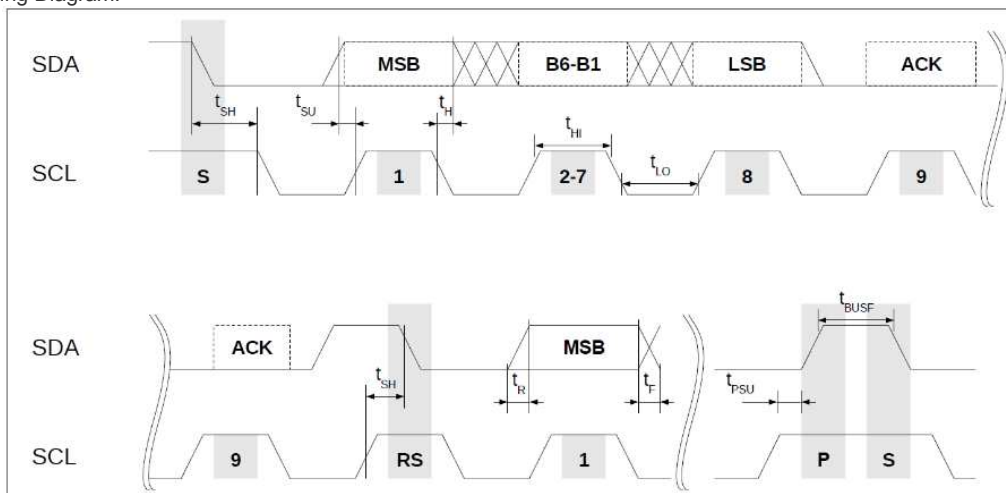 ing Diagram.
SDA MSB B6-B1 LSB ACK
tSH tSU tH tHI tLO
SCL S 1 2-7 8 9
tBUSF
SDA ACK MSB
tSH tR tF tPSU
SCL 9 RS 1 P S